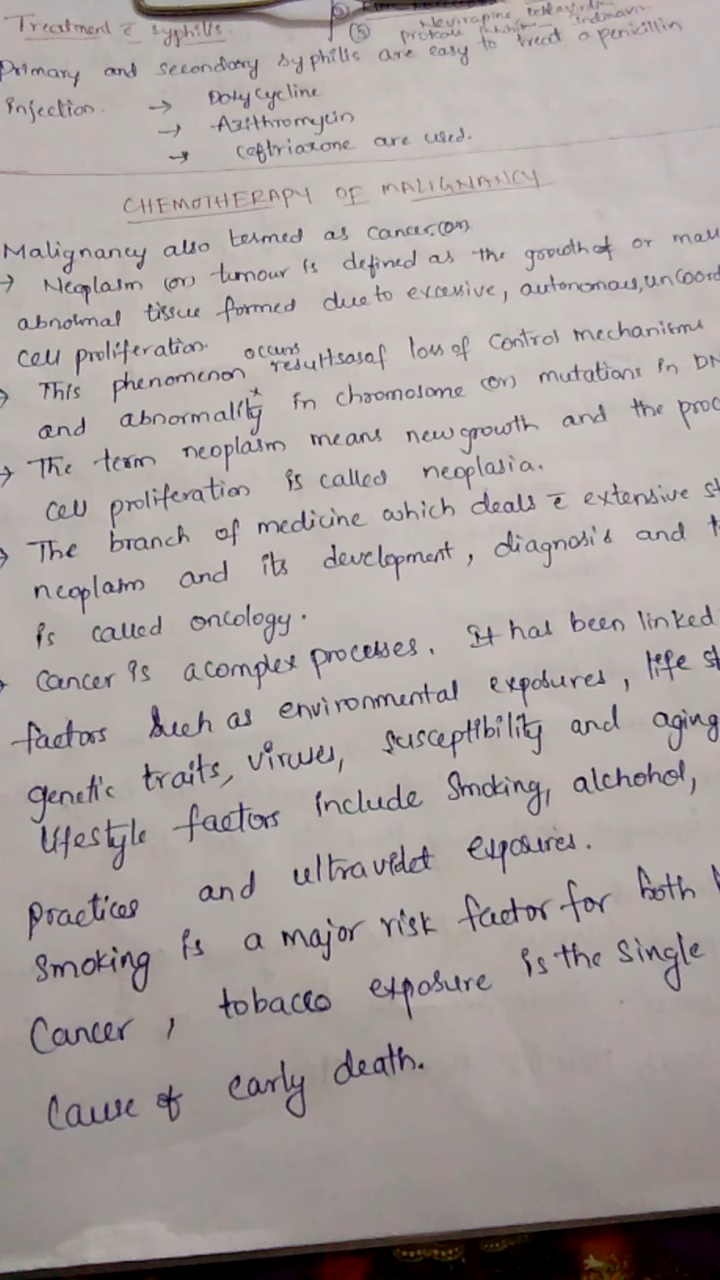 Nevirapine,
Treatment c̄ syphilis.
⑤ protease
Primary and secondary syphilis are easy to treat a penicillin
injection. → Doxycycline
→ Azithromycin
→ Ceftriaxone are used.
CHEMOTHERAPY OF MALIGNANCY
Malignancy also termed as cancer (or)
→ Neoplasm (or) tumour is defined as the growth of or mass
abnormal tissue formed due to excessive, autonomous, uncoord
cell proliferation.
→ This phenomenon occurs results as of loss of control mechanisms
and abnormality in chromosome (or) mutations in DN
→ The term neoplasm means new growth and the proc
cell proliferation is called neoplasia.
→ The branch of medicine which deals c̄ extensive st
neoplasm and its development, diagnosis and t
is called oncology.
→ Cancer is a complex processes. It has been linked
factors such as environmental exposures, life st
genetic traits, viruses, susceptibility and aging
lifestyle factors include smoking, alchohol,
practices and ultraviolet exposures.
Smoking is a major risk factor for both
Cancer, tobacco exposure is the single
cause of early death.